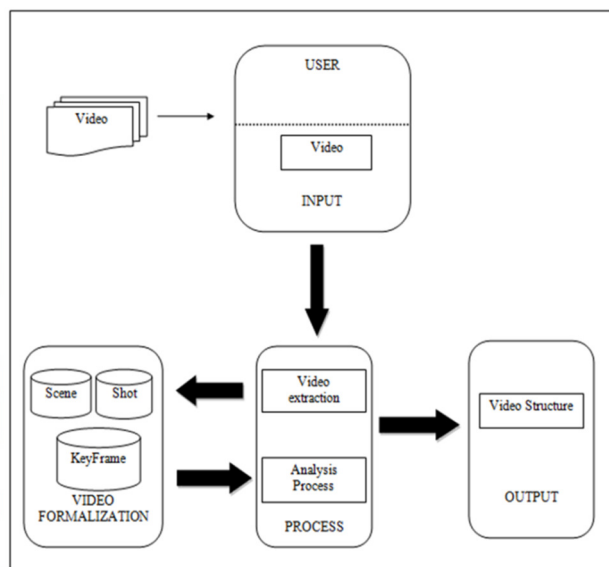 USER
Video
Video
INPUT
Scene
Shot
KeyFrame
VIDEO
FORMALIZATION
Video
extraction
Analysis
Process
PROCESS
Video Structure
OUTPUT